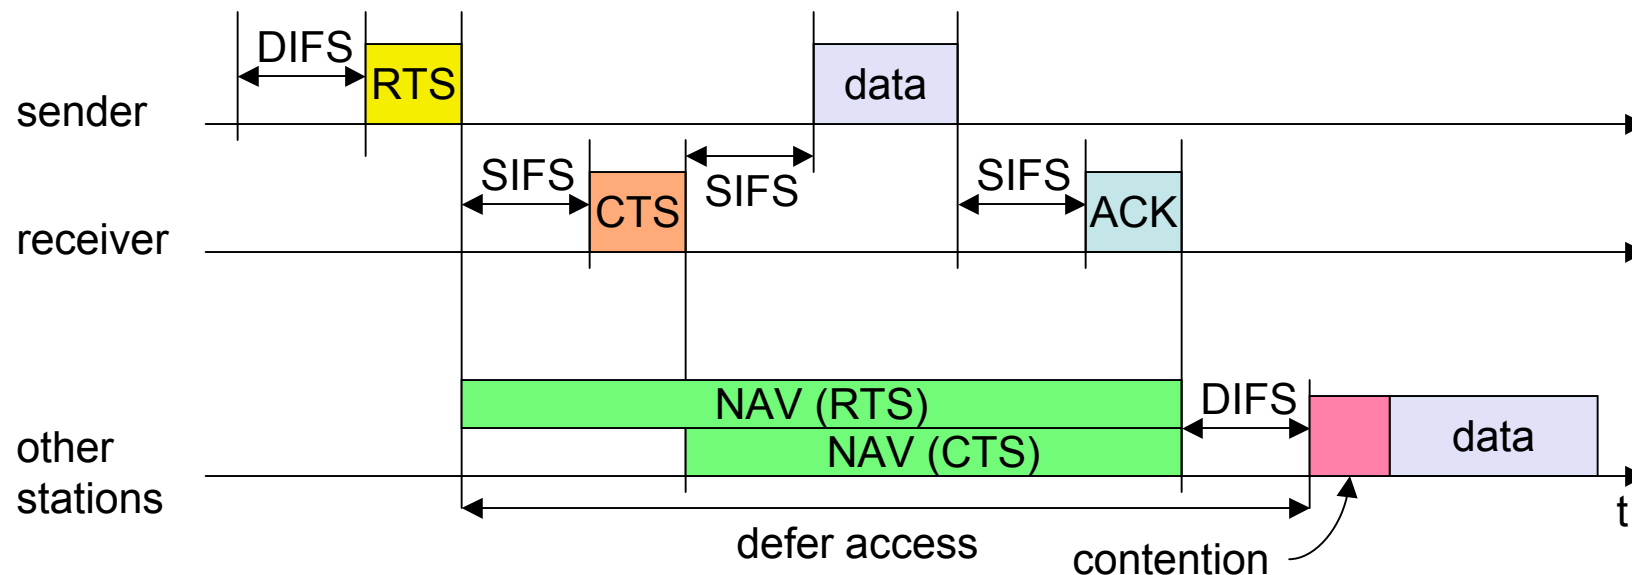 DIFS
RTS
data
sender
SIFS
CTS
SIFS
SIFS
ACK
receiver
NAV (RTS)
DIFS
NAV (CTS)
data
other
stations
t
defer access
contention